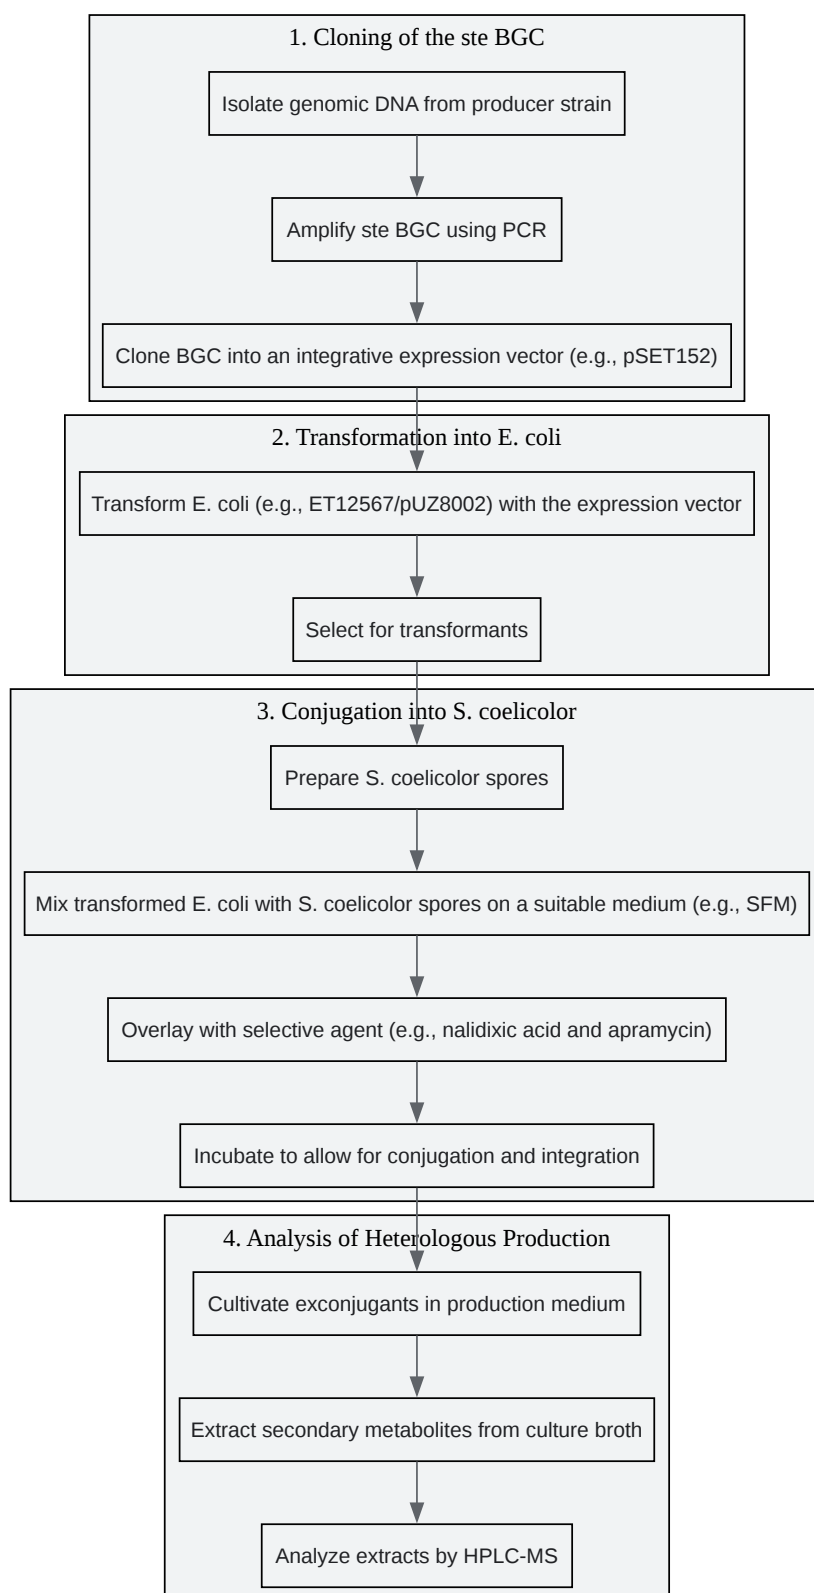 1. Cloning of the ste BGC
Isolate genomic DNA from producer strain
Amplify ste BGC using PCR
Clone BGC into an integrative expression vector (e.g., pSET152)
2. Transformation into E. coli
Transform E. coli (e.g., ET12567/pUZ8002) with the expression vector
Select for transformants
3. Conjugation into S. coelicolor
Prepare S. coelicolor spores
Mix transformed E. coli with S. coelicolor spores on a suitable medium (e.g., SFM)
Overlay with selective agent (e.g., nalidixic acid and apramycin)
Incubate to allow for conjugation and integration
4. Analysis of Heterologous Production
Cultivate exconjugants in production medium
Extract secondary metabolites from culture broth
Analyze extracts by HPLC-MS